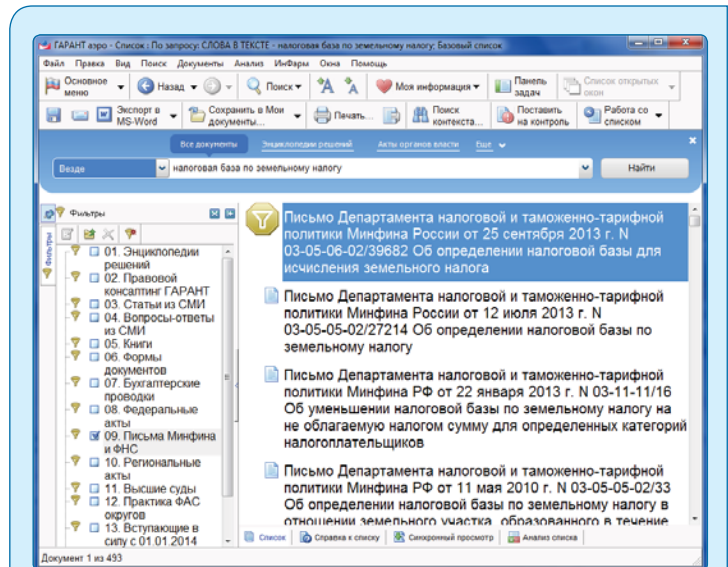 ГАРАНТ аэро - Список : По запросу: СЛОВА В ТЕКСТЕ - налоговая база по земельному налогу; Базовый список
Файл Правка Вид Поиск Документы Анализ ИнФарм Окна Помощь
Основное меню Назад Поиск Моя информация Панель задач Список открытых окон
Экспорт в MS-Word Сохранить в Мои документы... Печать... Поиск контекста... Поставить на контроль Работа со списком
Все документы Энциклопедии решений Акты органов власти Еще
Везде налоговая база по земельному налогу Найти
Фильтры
Фильтры
01. Энциклопедии
решений
02. Правовой
консалтинг ГАРАНТ
03. Статьи из СМИ
04. Вопросы-ответы
из СМИ
05. Книги
06. Формы
документов
07. Бухгалтерские
проводки
08. Федеральные
акты
09. Письма Минфина
и ФНС
10. Региональные
акты
11. Высшие суды
12. Практика ФАС
округов
13. Вступающие в
силу с 01.01.2014
Письмо Департамента налоговой и таможенно-тарифной
политики Минфина России от 25 сентября 2013 г. N
03-05-06-02/39682 Об определении налоговой базы для
исчисления земельного налога
Письмо Департамента налоговой и таможенно-тарифной
политики Минфина России от 12 июля 2013 г. N
03-05-05-02/27214 Об определении налоговой базы по
земельному налогу
Письмо Департамента налоговой и таможенно-тарифной
политики Минфина РФ от 22 января 2013 г. N 03-11-11/16
Об уменьшении налоговой базы по земельному налогу на
не облагаемую налогом сумму для определенных категорий
налогоплательщиков
Письмо Департамента налоговой и таможенно-тарифной
политики Минфина РФ от 11 мая 2010 г. N 03-05-05-02/33
Об определении налоговой базы по земельному налогу в
отношении земельного участка, образованного в течение
Список Справка к списку Синхронный просмотр Анализ списка
Документ 1 из 493